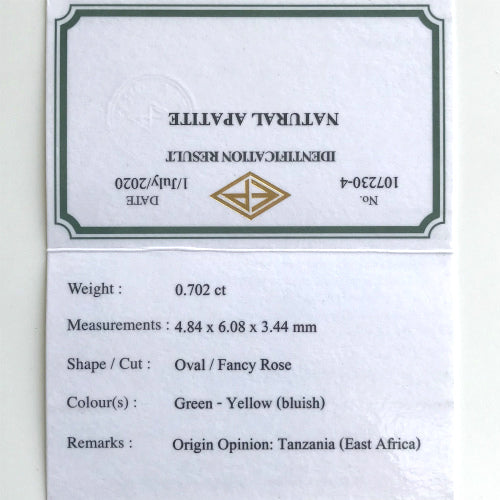 No. 107230-4
DATE 1/July/2020
IDENTIFICATION RESULT
NATURAL APATITE
Weight : 0.702 ct
Measurements : 4.84 x 6.08 x 3.44 mm
Shape / Cut : Oval / Fancy Rose
Colour(s) : Green - Yellow (bluish)
Remarks : Origin Opinion: Tanzania (East Africa)